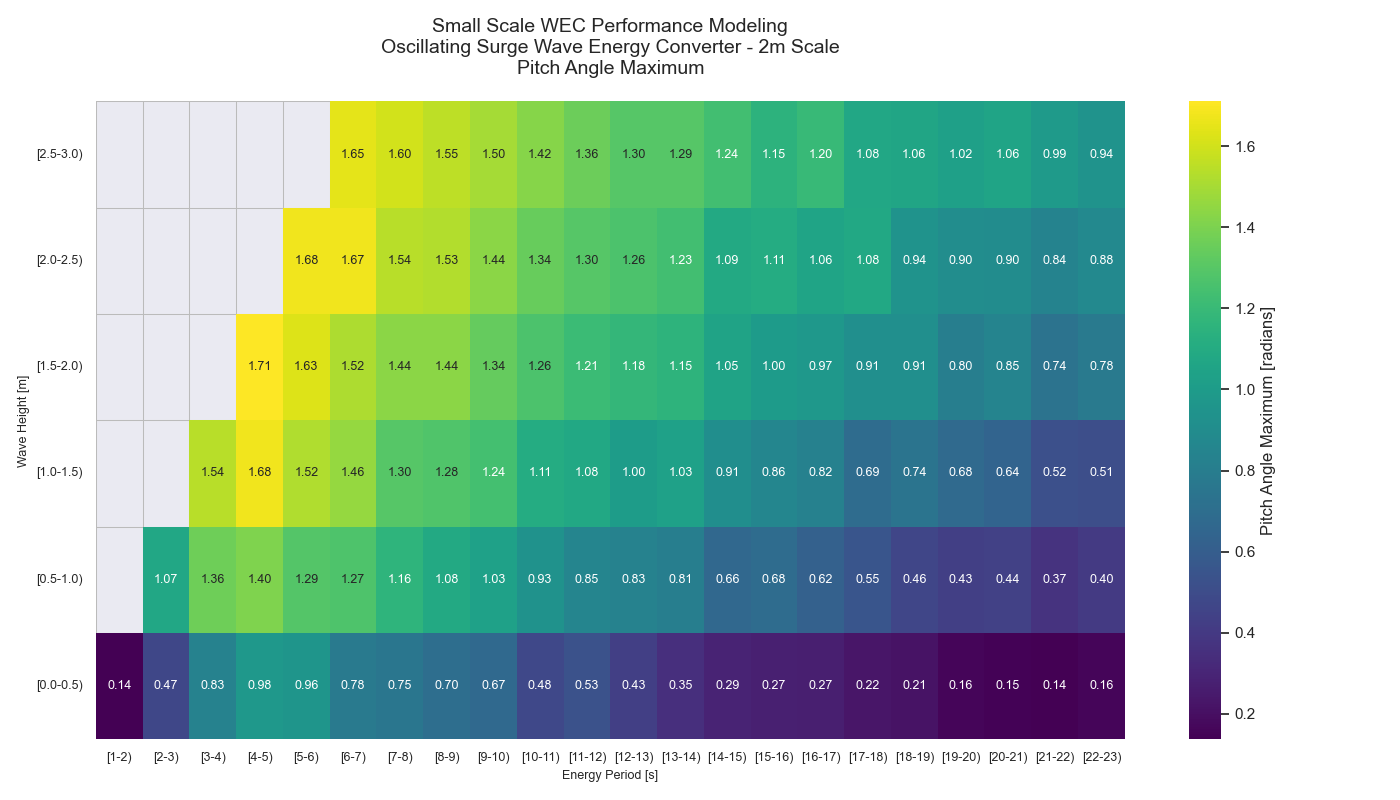 Small Scale WEC Performance Modeling
Oscillating Surge Wave Energy Converter - 2m Scale
Pitch Angle Maximum
[2.5-3.0) 1.65 1.60 1.55 1.50 1.42 1.36 1.30 1.29 1.24 1.15 1.20 1.08 1.06 1.02 1.06 0.99 0.94
[2.0-2.5) 1.68 1.67 1.54 1.53 1.44 1.34 1.30 1.26 1.23 1.09 1.11 1.06 1.08 0.94 0.90 0.90 0.84 0.88
[1.5-2.0) 1.71 1.63 1.52 1.44 1.44 1.34 1.26 1.21 1.18 1.15 1.05 1.00 0.97 0.91 0.91 0.80 0.85 0.74 0.78
[1.0-1.5) 1.54 1.68 1.52 1.46 1.30 1.28 1.24 1.11 1.08 1.00 1.03 0.91 0.86 0.82 0.69 0.74 0.68 0.64 0.52 0.51
[0.5-1.0) 1.07 1.36 1.40 1.29 1.27 1.16 1.08 1.03 0.93 0.85 0.83 0.81 0.66 0.68 0.62 0.55 0.46 0.43 0.44 0.37 0.40
[0.0-0.5) 0.14 0.47 0.83 0.98 0.96 0.78 0.75 0.70 0.67 0.48 0.53 0.43 0.35 0.29 0.27 0.27 0.22 0.21 0.16 0.15 0.14 0.16
[1-2) [2-3) [3-4) [4-5) [5-6) [6-7) [7-8) [8-9) [9-10) [10-11) [11-12) [12-13) [13-14) [14-15) [15-16) [16-17) [17-18) [18-19) [19-20) [20-21) [21-22) [22-23)
Energy Period [s]
Wave Height [m]
1.6
1.4
1.2
1.0
0.8
0.6
0.4
0.2
Pitch Angle Maximum [radians]